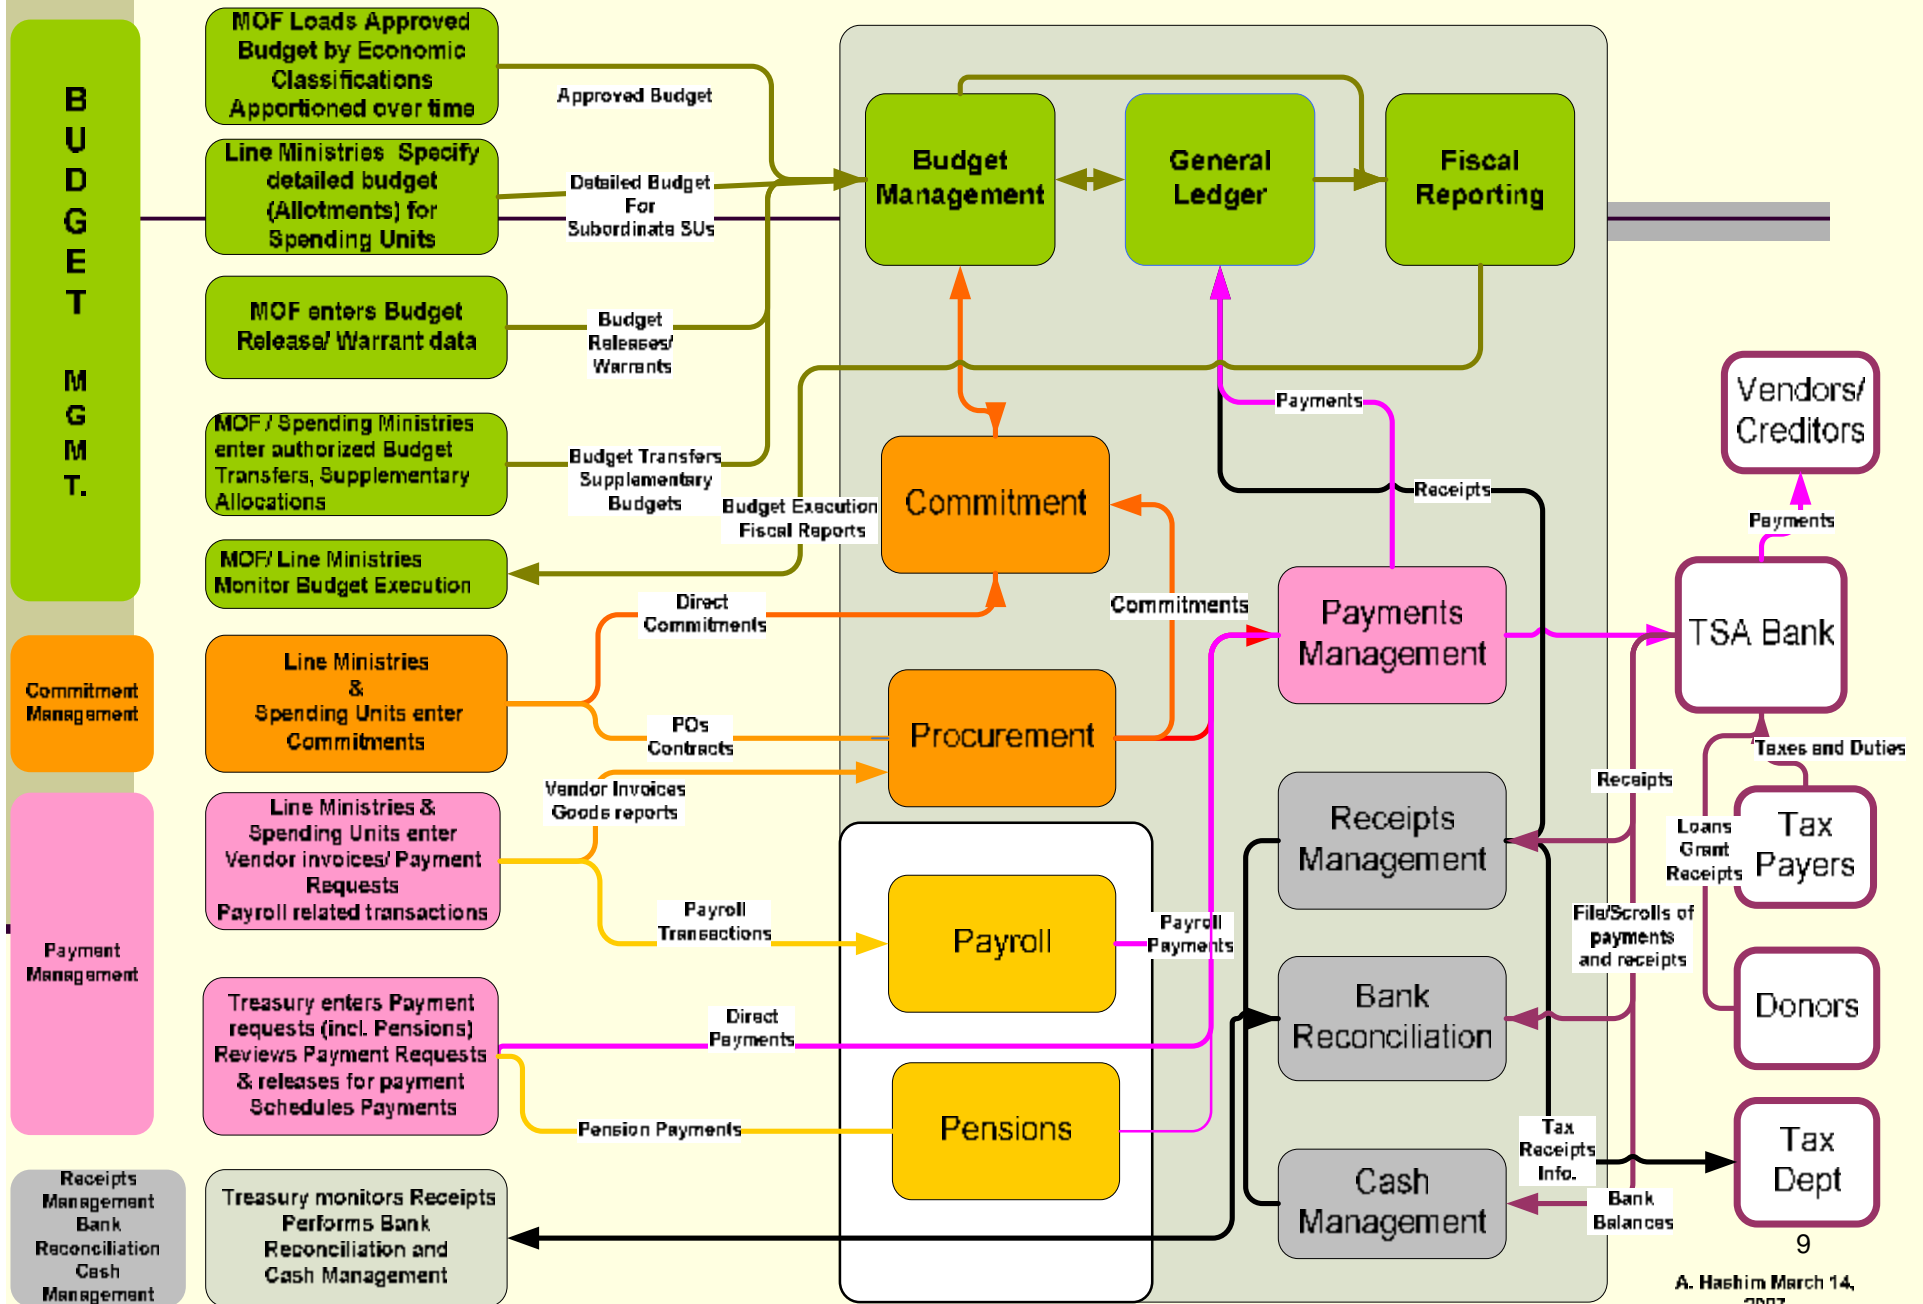 B
U
D
G
E
T
M
G
M
T.
MOF Loads Approved
Budget by Economic
Classifications
Apportioned over time
Line Ministries Specify
detailed budget
(Allotments) for
Spending Units
MOF enters Budget
Release/ Warrant data
MOF / Spending Ministries
enter authorized Budget
Transfers, Supplementary
Allocations
MOF/ Line Ministries
Monitor Budget Execution
Approved Budget
Detailed Budget
For
Subordinate SUs
Budget
Releases/
Warrants
Budget Transfers
Supplementary
Budgets
Budget Execution
Fiscal Reports
Budget
Management
General
Ledger
Fiscal
Reporting
Payments
Receipts
Commitment
Commitment
Management
Line Ministries
&
Spending Units enter
Commitments
Direct
Commitments
POs
Contracts
Commitments
Procurement
Payments
Management
Vendors/
Creditors
Payments
TSA Bank
Taxes and Duties
Receipts
Loans
Grant
Receipts
Tax
Payers
Payment
Management
Line Ministries &
Spending Units enter
Vendor invoices/ Payment
Requests
Payroll related transactions
Vendor Invoices
Goods reports
Payroll
Transactions
Payroll
Payroll
Payments
Receipts
Management
File/Scrolls of
payments
and receipts
Donors
Treasury enters Payment
requests (incl. Pensions)
Reviews Payment Requests
& releases for payment
Schedules Payments
Direct
Payments
Pension Payments
Pensions
Bank
Reconciliation
Tax
Receipts
Info.
Tax
Dept
Receipts
Management
Bank
Reconciliation
Cash
Management
Treasury monitors Receipts
Performs Bank
Reconciliation and
Cash Management
Cash
Management
Bank
Balances
9
A. Hashim March 14,